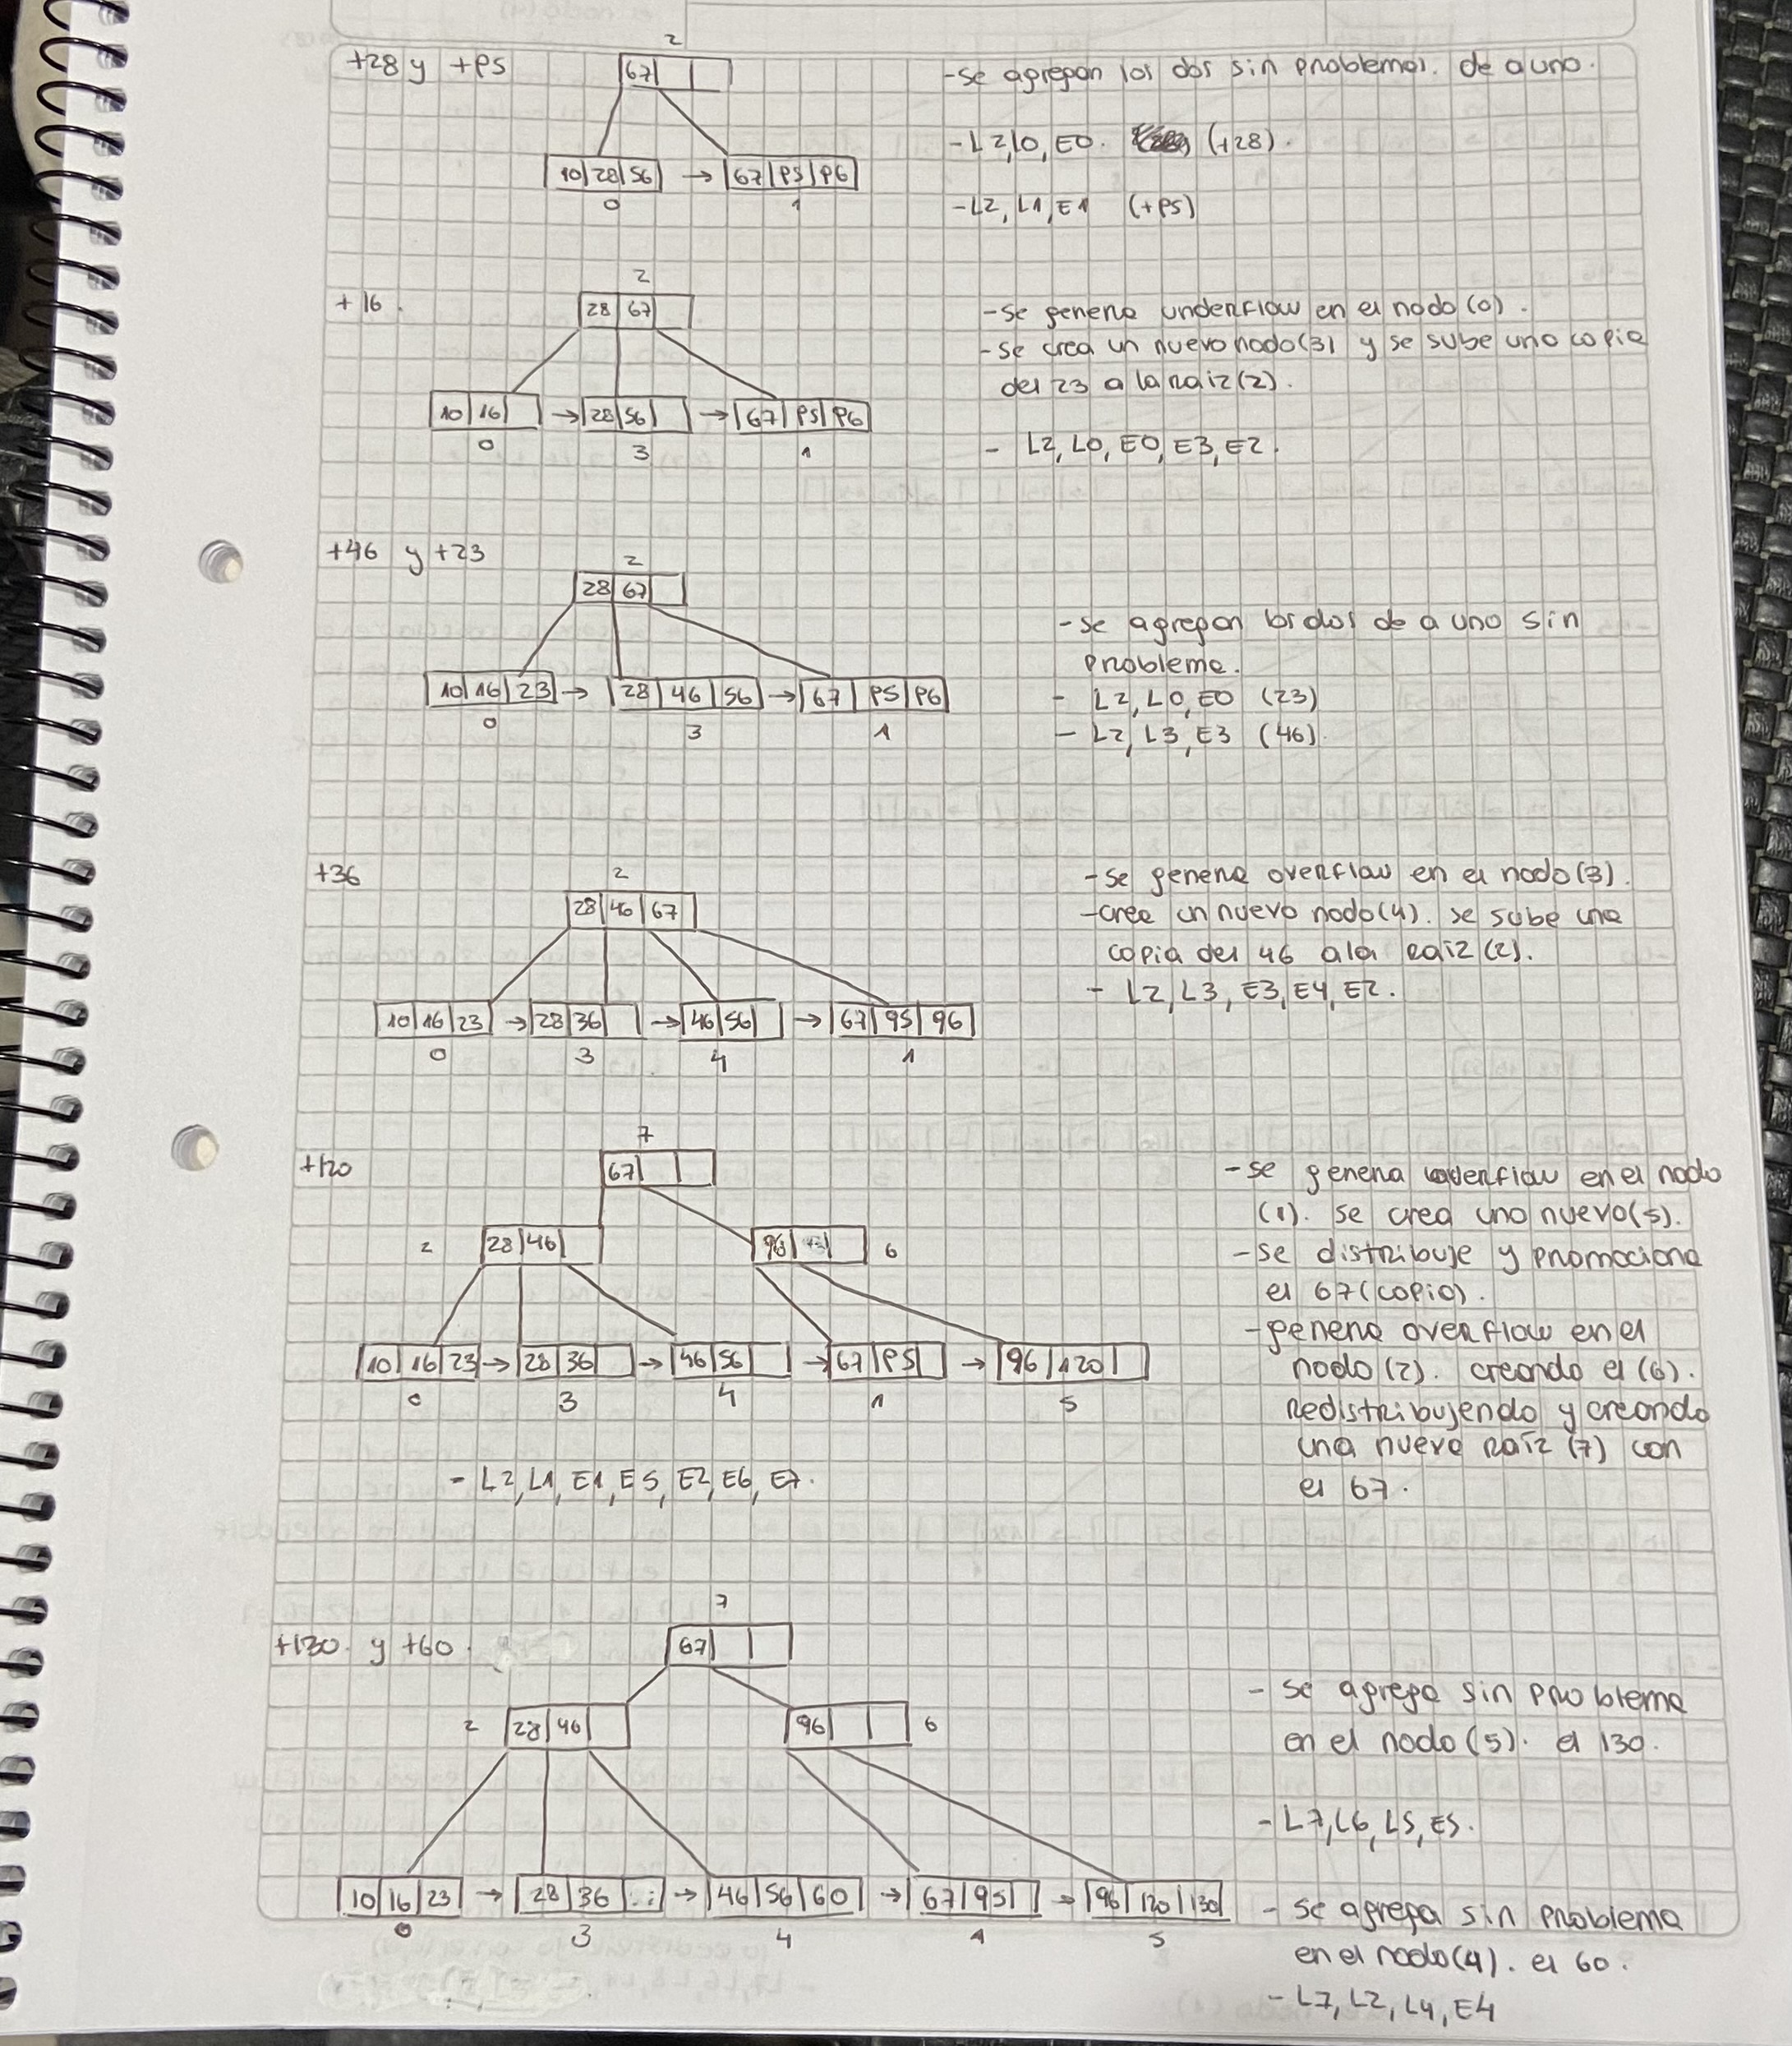 +28 y +95
2
67
10 28 56 → 67 95 96
0 1
-se agregan los dos sin problemas. de a uno.
-L2, L0, E0. (+28).
-L2, L1, E1 (+95)
+16.
2
28 67
10 16 → 28 56 → 67 95 96
0 3 1
-se genera underflow en el nodo (0).
-se crea un nuevo nodo (3) y se sube una copia
del 23 a la raiz (2).
- L2, L0, E0, E3, E2.
+46 y +23
2
28 67
10 16 23 → 28 46 56 → 67 95 96
0 3 1
-se agregan los dos de a uno sin
problema.
- L2, L0, E0 (23)
- L2, L3, E3 (46).
+36
2
28 46 67
10 16 23 → 28 36 → 46 56 → 67 95 96
0 3 4 1
-se genera overflow en el nodo (3).
-cree un nuevo nodo (4). se sube una
copia del 46 a la raiz (2).
- L2, L3, E3, E4, E2.
+120
7
67
2 28 46 96 6
10 16 23 → 28 36 → 46 56 → 67 95 → 96 120
0 3 4 1 5
- L2, L1, E1, E5, E2, E6, E7.
-se genera overflow en el nodo
(1). se crea uno nuevo (5).
-se distribuje y promociona
el 67 (copia).
-genera overflow en el
nodo (2). creando el (6).
Redistribujendo y creando
una nueva raiz (7) con
el 67.
+130. y +60.
7
67
2 28 46 96 6
10 16 23 → 28 36 → 46 56 60 → 67 95 → 96 120 130
0 3 4 1 5
- se agrega sin problema
en el nodo (5). el 130.
- L7, L6, L5, E5.
- se agrega sin problema
en el nodo (4). el 60.
- L7, L2, L4, E4